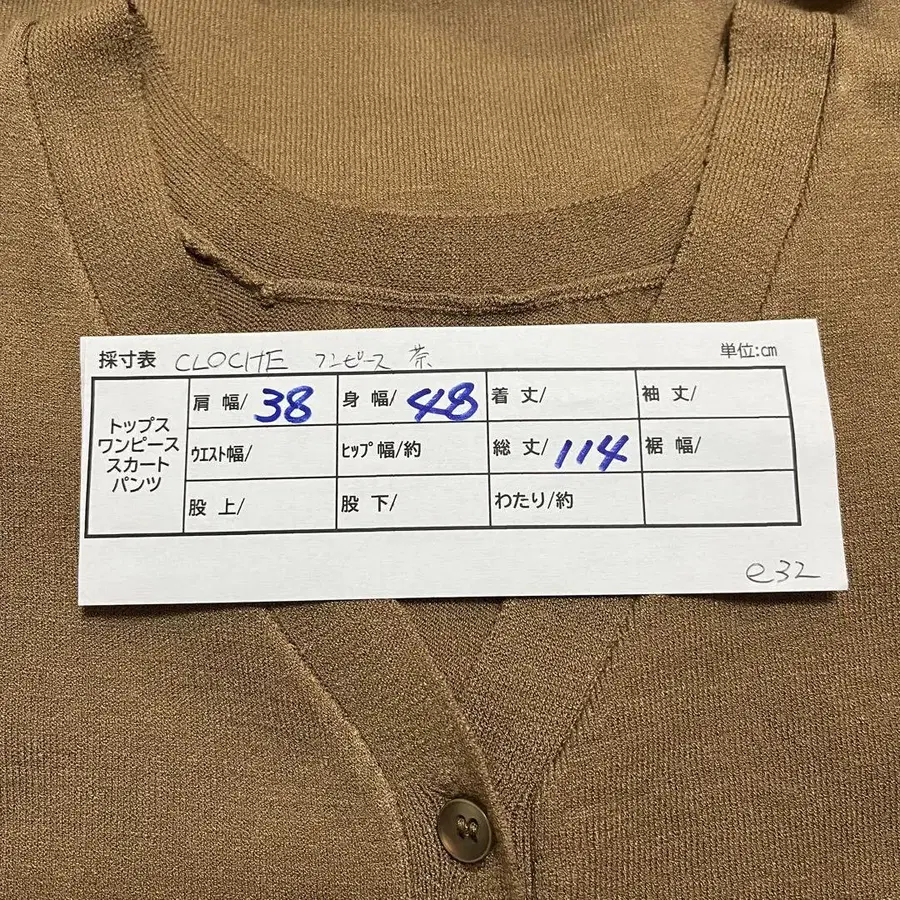 採寸表 CLOCHE ワンピース 茶 単位:cm
トップス
ワンピース
スカート
パンツ
肩幅/38 身幅/48 着丈/ 袖丈/
ウエスト幅/ ヒップ幅/約 総丈/114 裾幅/
股上/ 股下/ わたり/約
e32